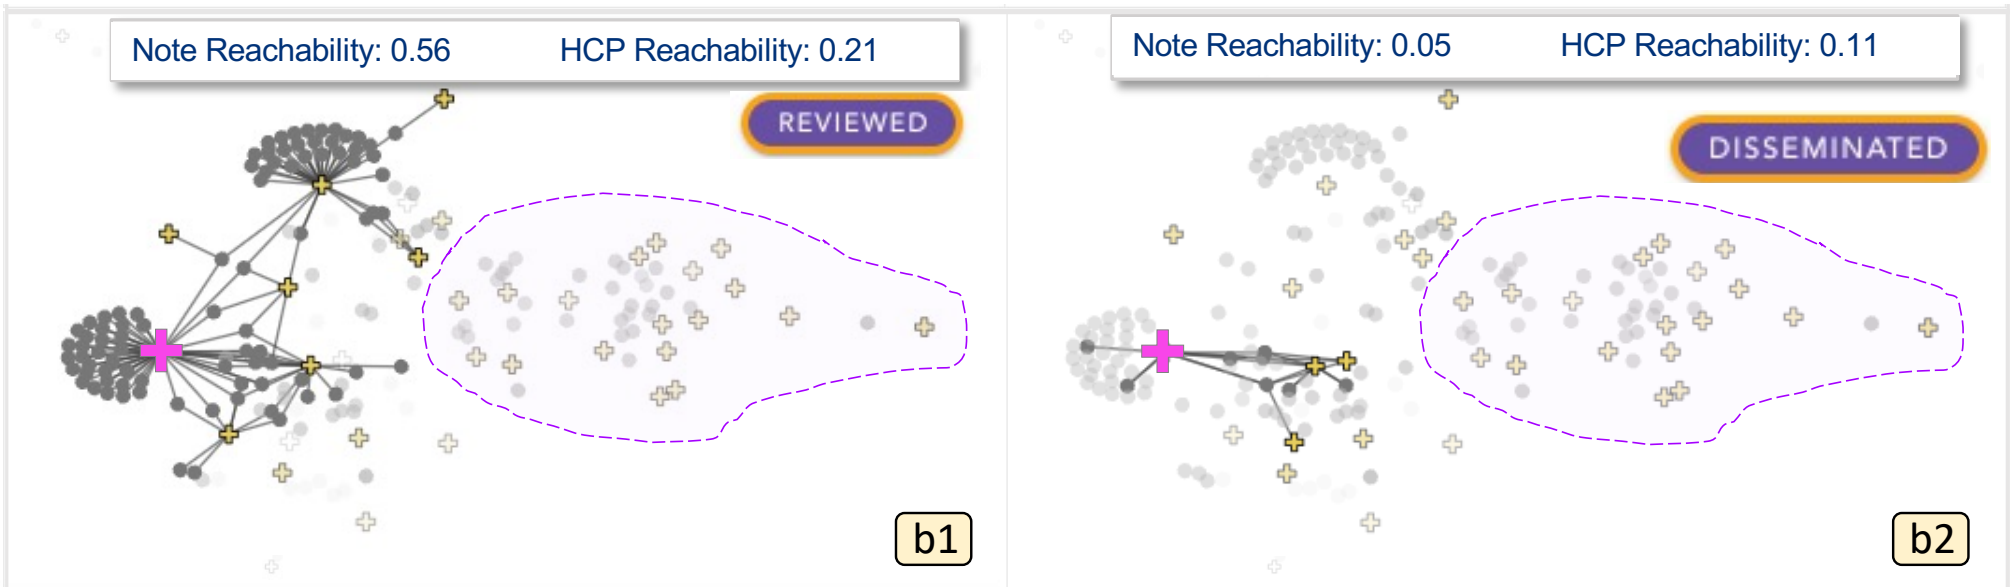 Note Reachability: 0.56 HCP Reachability: 0.21
REVIEWED
b1
Note Reachability: 0.05 HCP Reachability: 0.11
DISSEMINATED
b2